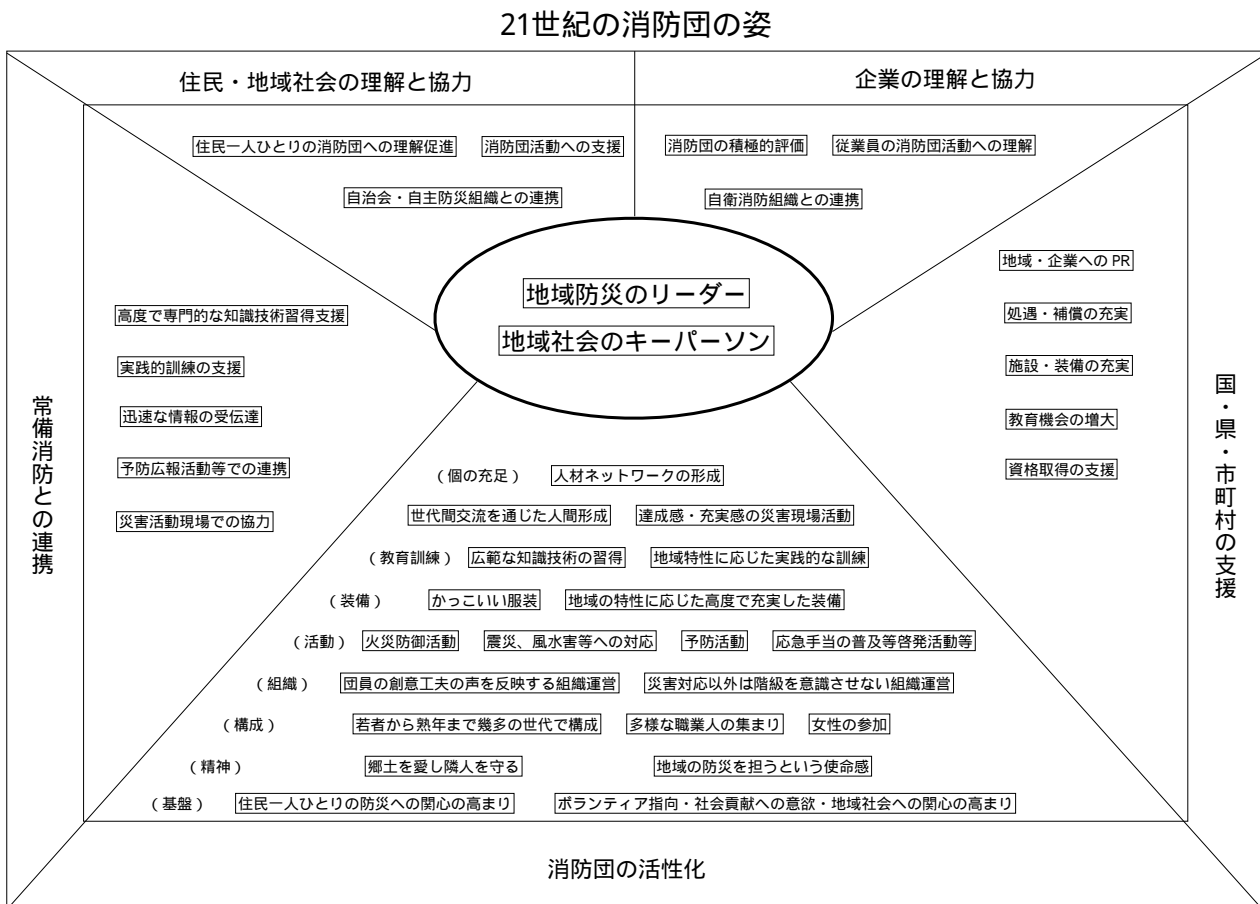 21世紀の消防団の姿
住民・地域社会の理解と協力
企業の理解と協力
住民一人ひとりの消防団への理解促進 消防団活動への支援
自治会・自主防災組織との連携
消防団の積極的評価 従業員の消防団活動への理解
自衛消防組織との連携
地域防災のリーダー
地域社会のキーパーソン
常備消防との連携
高度で専門的な知識技術習得支援
実践的訓練の支援
迅速な情報の受伝達
予防広報活動等での連携
災害活動現場での協力
地域・企業への PR
処遇・補償の充実
施設・装備の充実
教育機会の増大
資格取得の支援
国・県・市町村の支援
（個の充足） 人材ネットワークの形成
世代間交流を通じた人間形成 達成感・充実感の災害現場活動
（教育訓練） 広範な知識技術の習得 地域特性に応じた実践的な訓練
（装備） かっこいい服装 地域の特性に応じた高度で充実した装備
（活動） 火災防御活動 震災、風水害等への対応 予防活動 応急手当の普及等啓発活動等
（組織） 団員の創意工夫の声を反映する組織運営 災害対応以外は階級を意識させない組織運営
（構成） 若者から熟年まで幾多の世代で構成 多様な職業人の集まり 女性の参加
（精神） 郷土を愛し隣人を守る 地域の防災を担うという使命感
（基盤） 住民一人ひとりの防災への関心の高まり ボランティア指向・社会貢献への意欲・地域社会への関心の高まり
消防団の活性化